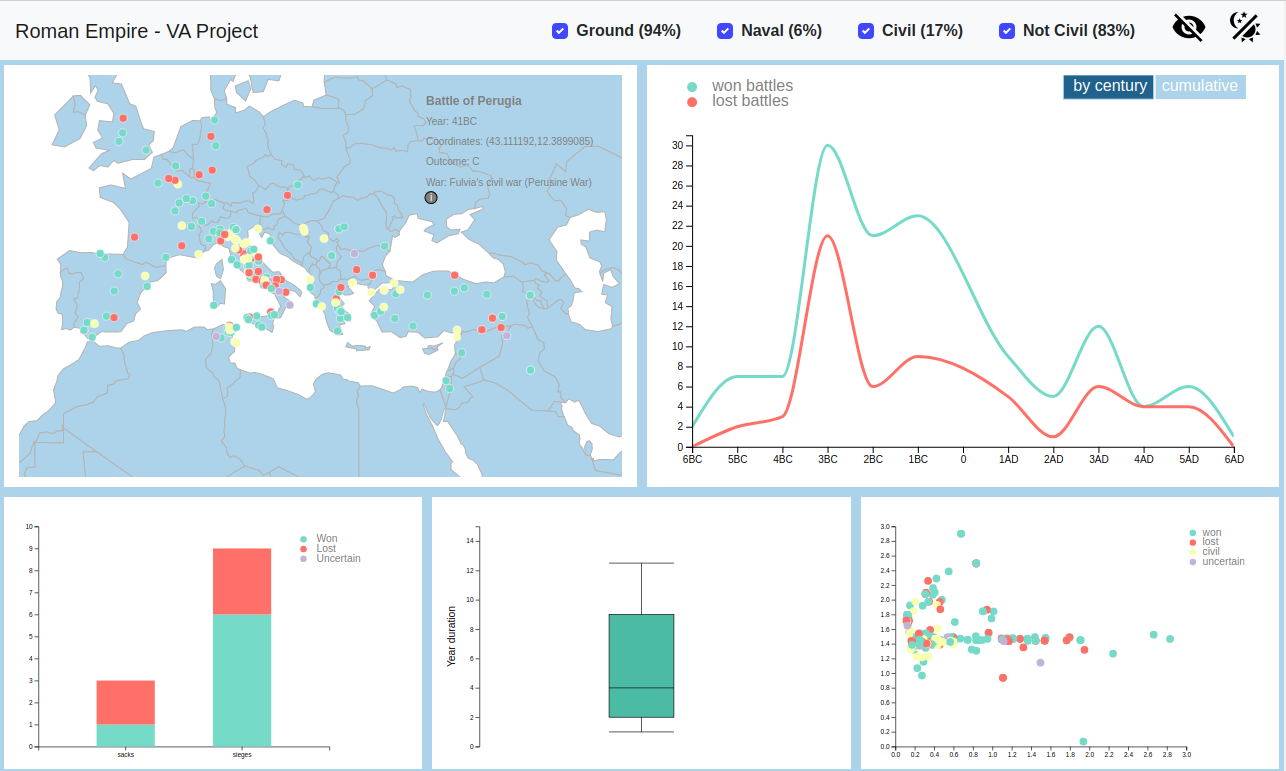 Roman Empire - VA Project
Ground (94%)
Naval (6%)
Civil (17%)
Not Civil (83%)
Battle of Perugia
Year: 41BC
Coordinates: (43.111192,12.3899085)
Outcome: C
War: Fulvia's civil war (Perusine War)
i
won battles
lost battles
by century
cumulative
30
28
26
24
22
20
18
16
14
12
10
8
6
4
2
0
6BC 5BC 4BC 3BC 2BC 1BC 0 1AD 2AD 3AD 4AD 5AD 6AD
10
9
8
7
6
5
4
3
2
1
0
sacks sieges
Won
Lost
Uncertain
Year duration
14
12
10
8
6
4
2
0
3.0
2.8
2.6
2.4
2.2
2.0
1.8
1.6
1.4
1.2
1.0
0.8
0.6
0.4
0.2
0.0
0.0 0.2 0.4 0.6 0.8 1.0 1.2 1.4 1.6 1.8 2.0 2.2 2.4 2.6 2.8 3.0
won
lost
civil
uncertain